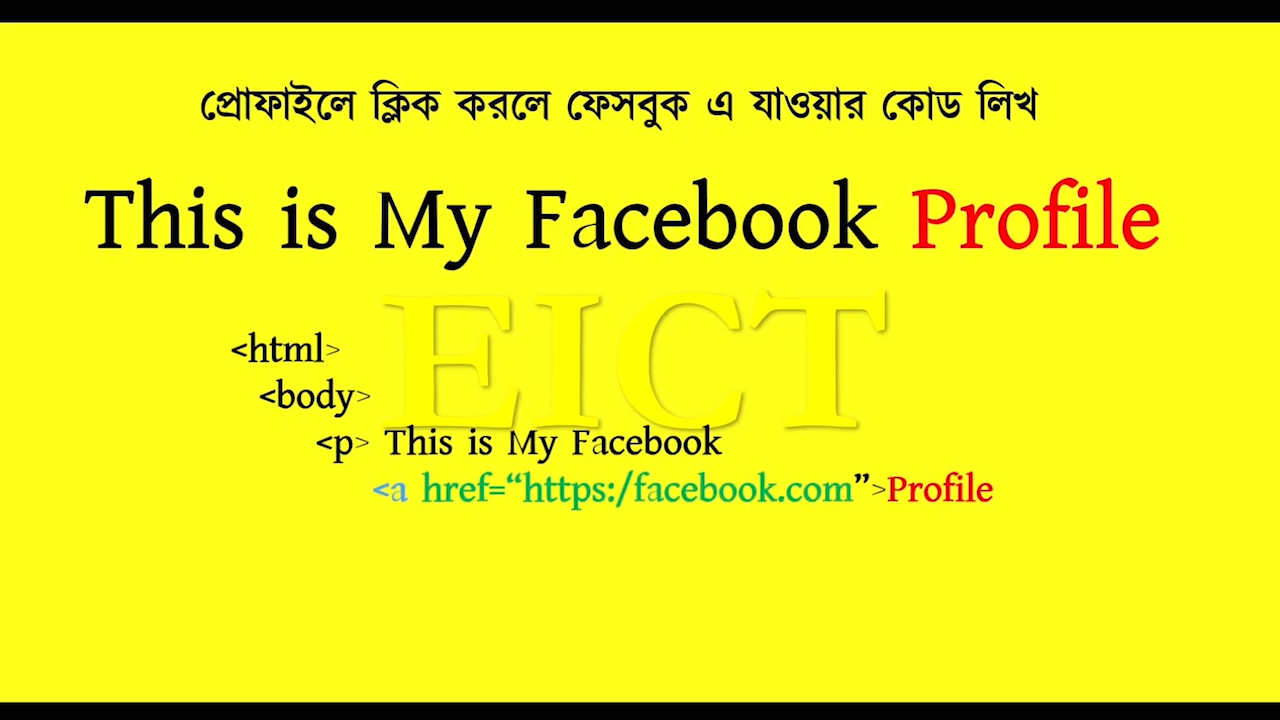 প্রোফাইলে ক্লিক করলে ফেসবুক এ যাওয়ার কোড লিখ
This is My Facebook Profile
EICT
<html>
<body>
<p> This is My Facebook
<a href=“https:/facebook.com”>Profile